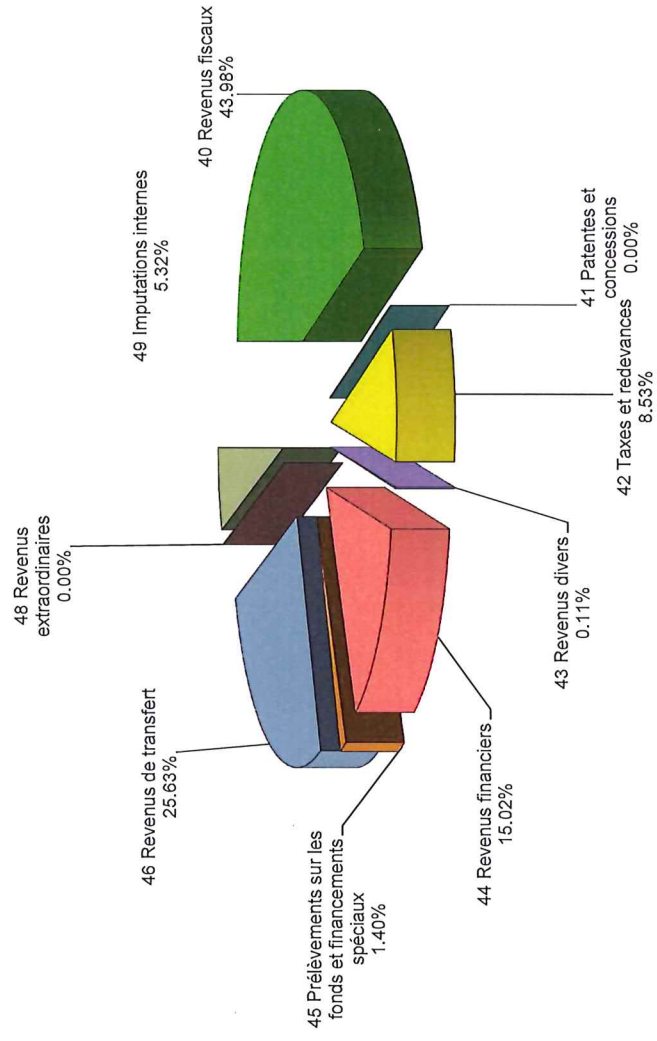 40 Revenus fiscaux
43.98%
41 Patentes et
concessions
0.00%
42 Taxes et redevances
8.53%
43 Revenus divers
0.11%
44 Revenus financiers
15.02%
45 Prélèvements sur les
fonds et financements
spéciaux
1.40%
46 Revenus de transfert
25.63%
48 Revenus
extraordinaires
0.00%
49 Imputations internes
5.32%